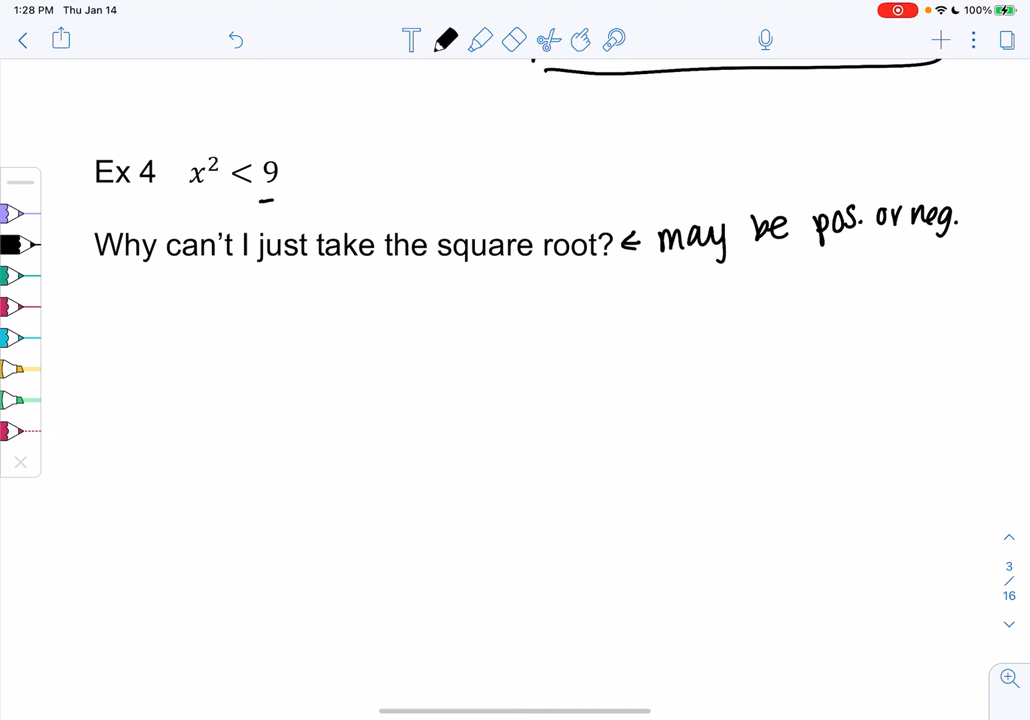 1:28 PM Thu Jan 14
100%
T
Ex 4 x² < 9
Why can't I just take the square root? ← may be pos. or neg.
3
/
16